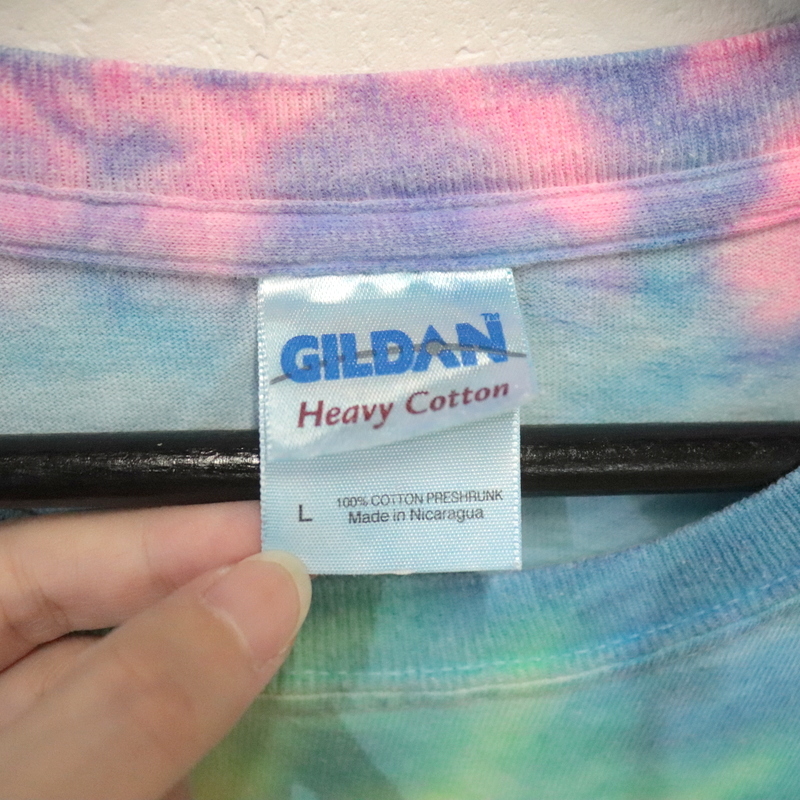 GILDAN™
Heavy Cotton
L
100% COTTON PRESHRUNK
Made in Nicaragua